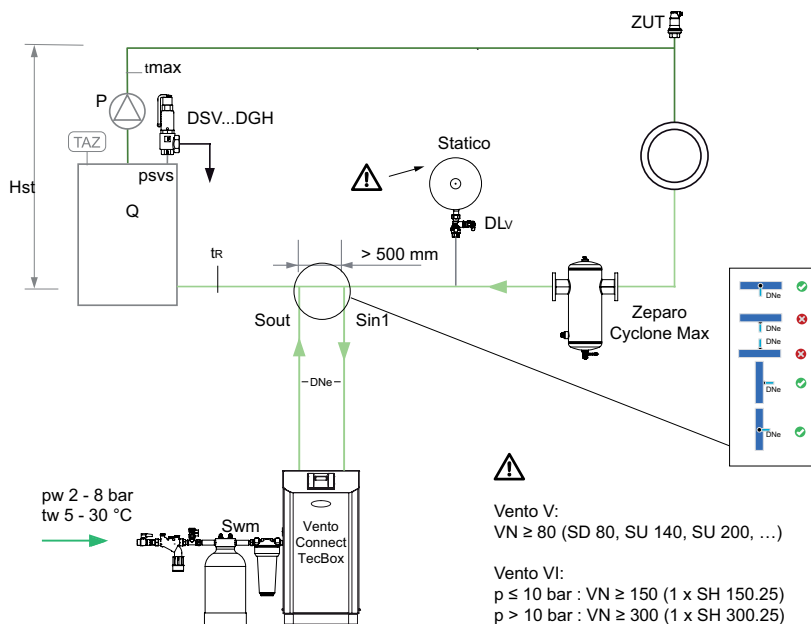 ZUT
tmax
P
DSV...DGH
TAZ
Statico
psvs
Hst
Q
DLV
tR
> 500 mm
Zeparo
Cyclone Max
Sout
Sin1
DNe
DNe
DNe
DNe
DNe
DNe
pw 2 - 8 bar
tw 5 - 30 °C
Swm
Vento
Connect
TecBox
Vento V:
VN ≥ 80 (SD 80, SU 140, SU 200, …)
Vento VI:
p ≤ 10 bar : VN ≥ 150 (1 x SH 150.25)
p > 10 bar : VN ≥ 300 (1 x SH 300.25)